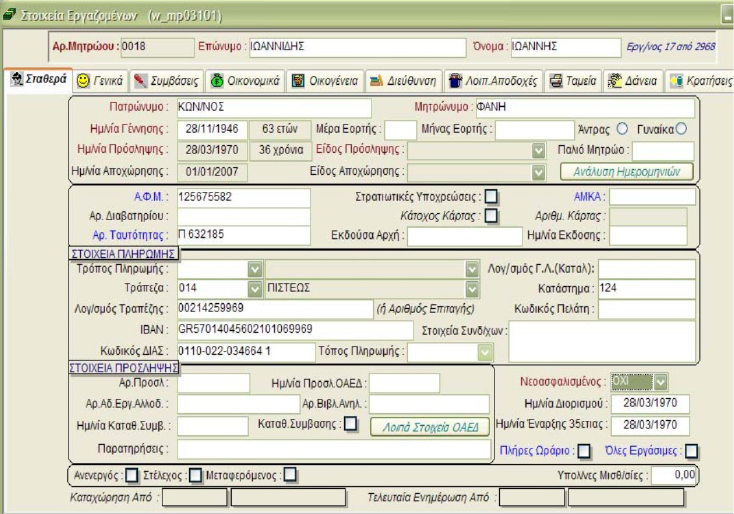 Στοιχεία Εργαζομένων (w_mp03101)
Αρ.Μητρώου : 0018 Επώνυμο : ΙΩΑΝΝΙΔΗΣ Όνομα : ΙΩΑΝΝΗΣ Εργ/νος 17 από 2968
Σταθερά Γενικά Συμβάσεις Οικονομικά Οικογένεια Διεύθυνση Λοιπ.Αποδοχές Ταμεία Δάνεια Κρατήσεις
Πατρώνυμο : ΚΩΝ/ΝΟΣ Μητρώνυμο : ΦΑΝΗ
Ημ/νία Γέννησης : 28/11/1946 63 ετών Μέρα Εορτής : Μήνας Εορτής : Άντρας Γυναίκα
Ημ/νία Πρόσληψης : 28/03/1970 36 χρόνια Είδος Πρόσληψης : Παλιό Μητρώο :
Ημ/νία Αποχώρησης : 01/01/2007 Είδος Αποχώρησης : Ανάλυση Ημερομηνιών
Α.Φ.Μ. : 125675582 Στρατιωτικές Υποχρεώσεις : ΑΜΚΑ :
Αρ. Διαβατηρίου : Κάτοχος Κάρτας : Αριθμ. Κάρτας :
Αρ. Ταυτότητας : Π 632185 Εκδούσα Αρχή : Ημ/νία Εκδοσης :
ΣΤΟΙΧΕΙΑ ΠΛΗΡΩΜΗΣ
Τρόπος Πληρωμής : Λογ/σμός Γ.Λ.(Καταλ):
Τράπεζα : 014 ΠΙΣΤΕΩΣ Κατάστημα : 124
Λογ/σμός Τραπέζης : 00214259969 (ή Αριθμός Επιταγής) Κωδικός Πελάτη :
IBAN : GR57014045602101069969 Στοιχεία Συνδ/χων :
Κωδικός ΔΙΑΣ : 0110-022-034664 1 Τόπος Πληρωμής :
ΣΤΟΙΧΕΙΑ ΠΡΟΣΛΗΨΗΣ
Αρ.Προσλ : Ημ/νία Προσλ.ΟΑΕΔ : Νεοασφαλισμένος : ΟΧΙ
Αρ.Αδ.Εργ.Αλλοδ. : Αρ.Βιβλ.Ανηλ. : Ημ/νία Διορισμού : 28/03/1970
Ημ/νία Καταθ.Συμβ. : Καταθ.Συμβασης : Λοιπά Στοιχεία ΟΑΕΔ Ημ/νία Έναρξης 35ετιας : 28/03/1970
Παρατηρήσεις : Πλήρες Ωράριο : Όλες Εργάσιμες :
Ανενεργός : Στέλεχος : Μεταφερόμενος : Υπολ/νες Μισθ/σίες : 0,00
Καταχώρηση Από : Τελευταία Ενημέρωση Από :